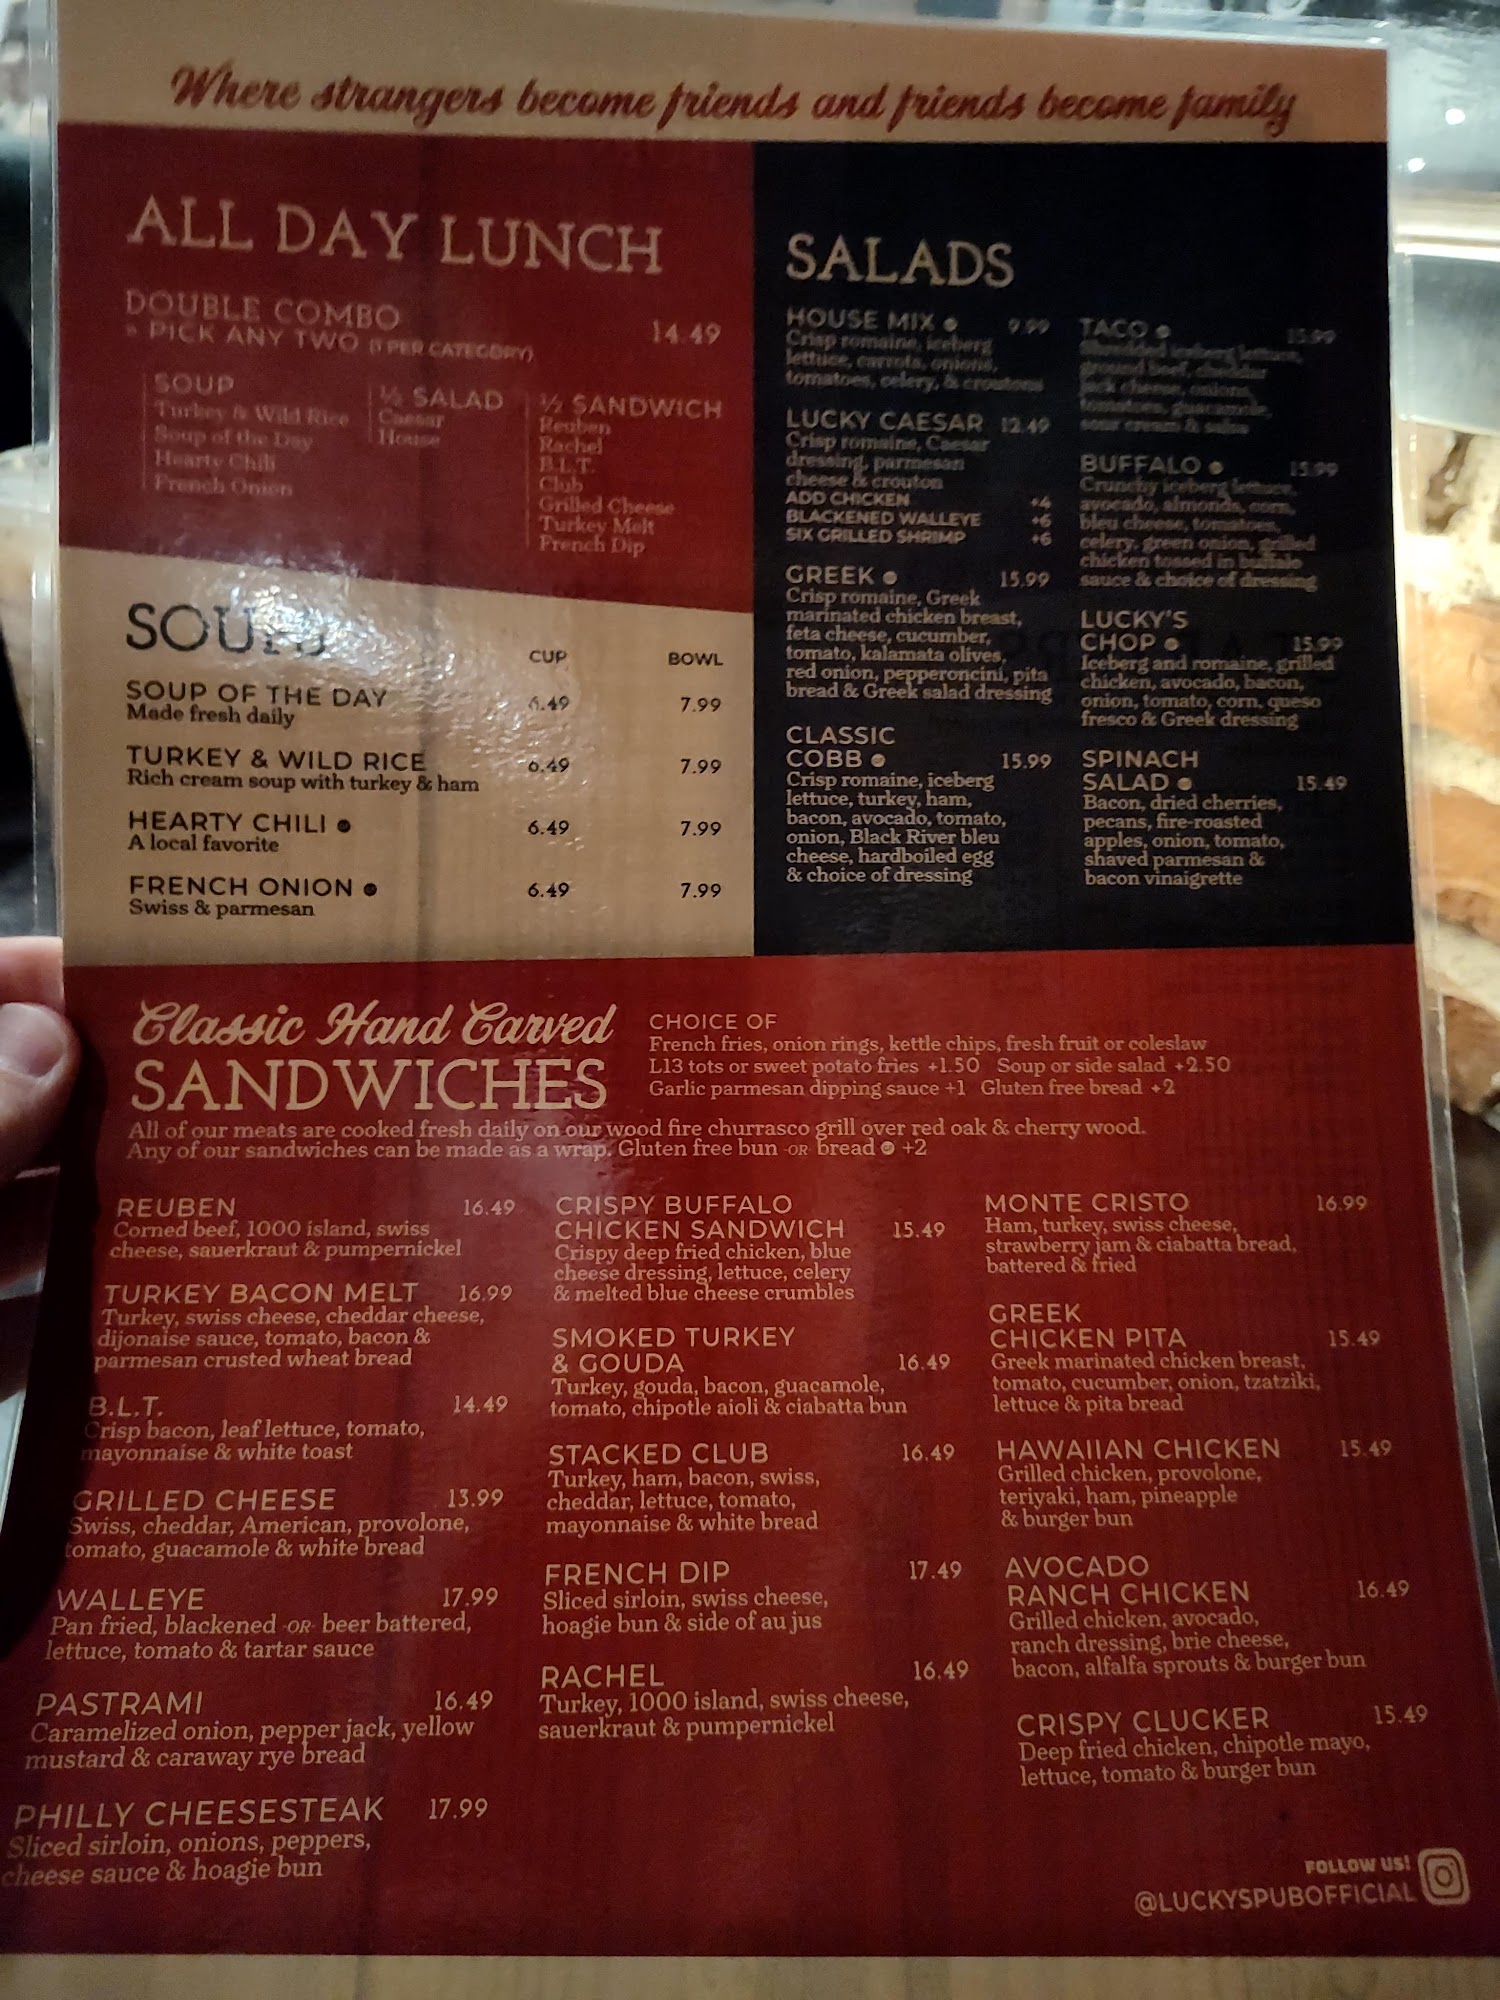 Where strangers become friends and friends become family
ALL DAY LUNCH
DOUBLE COMBO
» PICK ANY TWO (1 PER CATEGORY) 14.49
SOUP
Turkey & Wild Rice
Soup of the Day
Hearty Chili
French Onion
½ SALAD
Caesar
House
½ SANDWICH
Reuben
Rachel
B.L.T.
Club
Grilled Cheese
Turkey Melt
French Dip
SOUPS
CUP BOWL
SOUP OF THE DAY 6.49 7.99
Made fresh daily
TURKEY & WILD RICE 6.49 7.99
Rich cream soup with turkey & ham
HEARTY CHILI 6.49 7.99
A local favorite
FRENCH ONION 6.49 7.99
Swiss & parmesan
SALADS
HOUSE MIX 9.99
Crisp romaine, iceberg
lettuce, carrots, onions,
tomatoes, celery, & croutons
LUCKY CAESAR 12.49
Crisp romaine, Caesar
dressing, parmesan
cheese & crouton
ADD CHICKEN +4
BLACKENED WALLEYE +6
SIX GRILLED SHRIMP +6
GREEK 15.99
Crisp romaine, Greek
marinated chicken breast,
feta cheese, cucumber,
tomato, kalamata olives,
red onion, pepperoncini, pita
bread & Greek salad dressing
CLASSIC
COBB 15.99
Crisp romaine, iceberg
lettuce, turkey, ham,
bacon, avocado, tomato,
onion, Black River bleu
cheese, hardboiled egg
& choice of dressing
TACO 15.99
Shredded iceberg lettuce,
ground beef, cheddar
jack cheese, onions,
tomatoes, guacamole,
sour cream & salsa
BUFFALO 15.99
Crunchy iceberg lettuce,
avocado, almonds, corn,
bleu cheese, tomatoes,
celery, green onion, grilled
chicken tossed in buffalo
sauce & choice of dressing
LUCKY'S
CHOP 15.99
Iceberg and romaine, grilled
chicken, avocado, bacon,
onion, tomato, corn, queso
fresco & Greek dressing
SPINACH
SALAD 15.49
Bacon, dried cherries,
pecans, fire-roasted
apples, onion, tomato,
shaved parmesan &
bacon vinaigrette
Classic Hand Carved
SANDWICHES
CHOICE OF
French fries, onion rings, kettle chips, fresh fruit or coleslaw
L13 tots or sweet potato fries +1.50 Soup or side salad +2.50
Garlic parmesan dipping sauce +1 Gluten free bread +2
All of our meats are cooked fresh daily on our wood fire churrasco grill over red oak & cherry wood.
Any of our sandwiches can be made as a wrap. Gluten free bun -OR- bread +2
REUBEN 16.49
Corned beef, 1000 island, swiss
cheese, sauerkraut & pumpernickel
TURKEY BACON MELT 16.99
Turkey, swiss cheese, cheddar cheese,
dijonaise sauce, tomato, bacon &
parmesan crusted wheat bread
B.L.T. 14.49
Crisp bacon, leaf lettuce, tomato,
mayonnaise & white toast
GRILLED CHEESE 13.99
Swiss, cheddar, American, provolone,
tomato, guacamole & white bread
WALLEYE 17.99
Pan fried, blackened -OR- beer battered,
lettuce, tomato & tartar sauce
PASTRAMI 16.49
Caramelized onion, pepper jack, yellow
mustard & caraway rye bread
PHILLY CHEESESTEAK 17.99
Sliced sirloin, onions, peppers,
cheese sauce & hoagie bun
CRISPY BUFFALO
CHICKEN SANDWICH 15.49
Crispy deep fried chicken, blue
cheese dressing, lettuce, celery
& melted blue cheese crumbles
SMOKED TURKEY
& GOUDA 16.49
Turkey, gouda, bacon, guacamole,
tomato, chipotle aioli & ciabatta bun
STACKED CLUB 16.49
Turkey, ham, bacon, swiss,
cheddar, lettuce, tomato,
mayonnaise & white bread
FRENCH DIP 17.49
Sliced sirloin, swiss cheese,
hoagie bun & side of au jus
RACHEL 16.49
Turkey, 1000 island, swiss cheese,
sauerkraut & pumpernickel
MONTE CRISTO 16.99
Ham, turkey, swiss cheese,
strawberry jam & ciabatta bread,
battered & fried
GREEK
CHICKEN PITA 15.49
Greek marinated chicken breast,
tomato, cucumber, onion, tzatziki,
lettuce & pita bread
HAWAIIAN CHICKEN 15.49
Grilled chicken, provolone,
teriyaki, ham, pineapple
& burger bun
AVOCADO
RANCH CHICKEN 16.49
Grilled chicken, avocado,
ranch dressing, brie cheese,
bacon, alfalfa sprouts & burger bun
CRISPY CLUCKER 15.49
Deep fried chicken, chipotle mayo,
lettuce, tomato & burger bun
FOLLOW US!
@LUCKYSPUBOFFICIAL